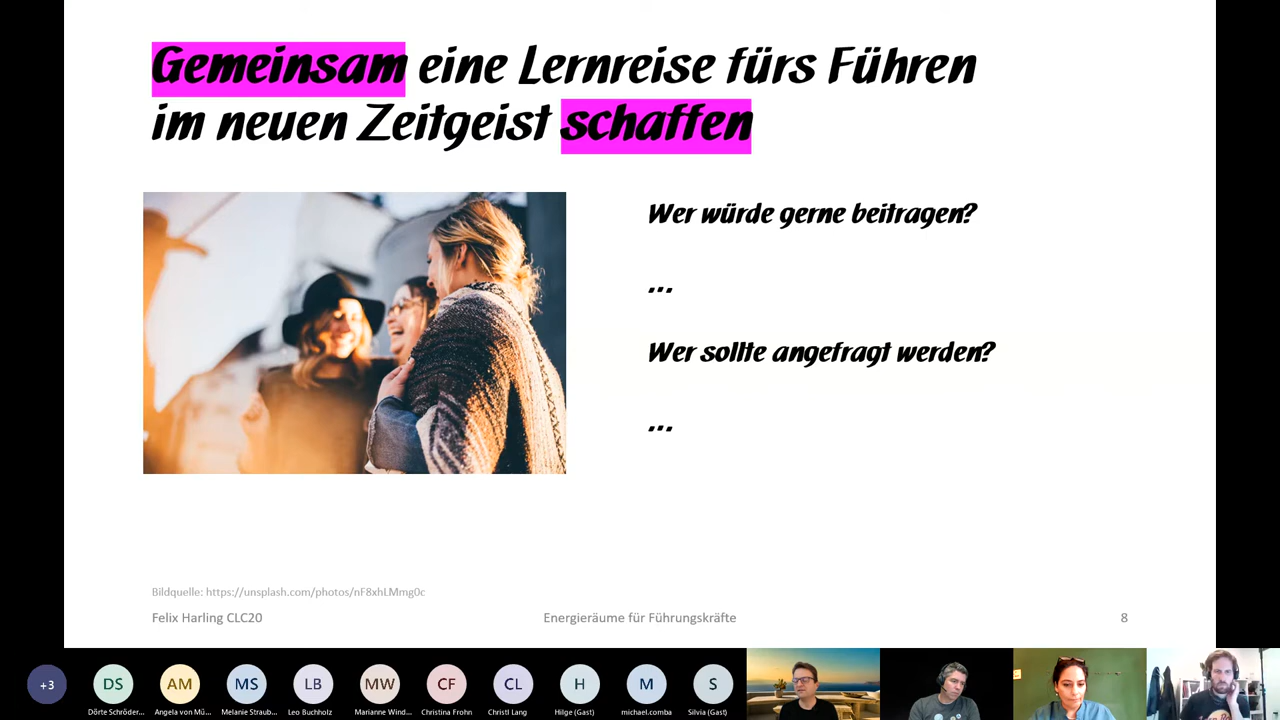 Gemeinsam eine Lernreise fürs Führen
im neuen Zeitgeist schaffen
Wer würde gerne beitragen?
...
Wer sollte angefragt werden?
...
Bildquelle: https://unsplash.com/photos/nF8xhLMmg0c
Felix Harling CLC20
Energieräume für Führungskräfte
8
+3
DS
AM
MS
LB
MW
CF
CL
H
M
S
Dörte Schröder...
Angela von Mü...
Melanie Straub...
Leo Buchholz
Marianne Wind...
Christina Frohn
Christl Lang
Hilge (Gast)
michael.comba
Silvia (Gast)